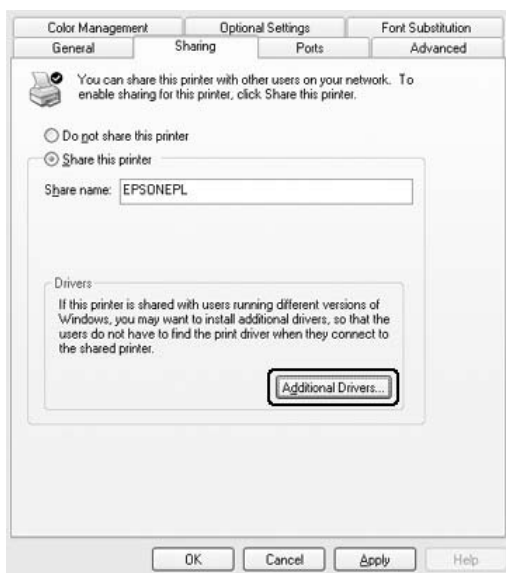 Color Management Optional Settings Font Substitution
General Sharing Ports Advanced
You can share this printer with other users on your network. To
enable sharing for this printer, click Share this printer.
Do not share this printer
Share this printer
Share name: EPSONEPL
Drivers
If this printer is shared with users running different versions of
Windows, you may want to install additional drivers, so that the
users do not have to find the print driver when they connect to
the shared printer.
Additional Drivers...
OK Cancel Apply Help